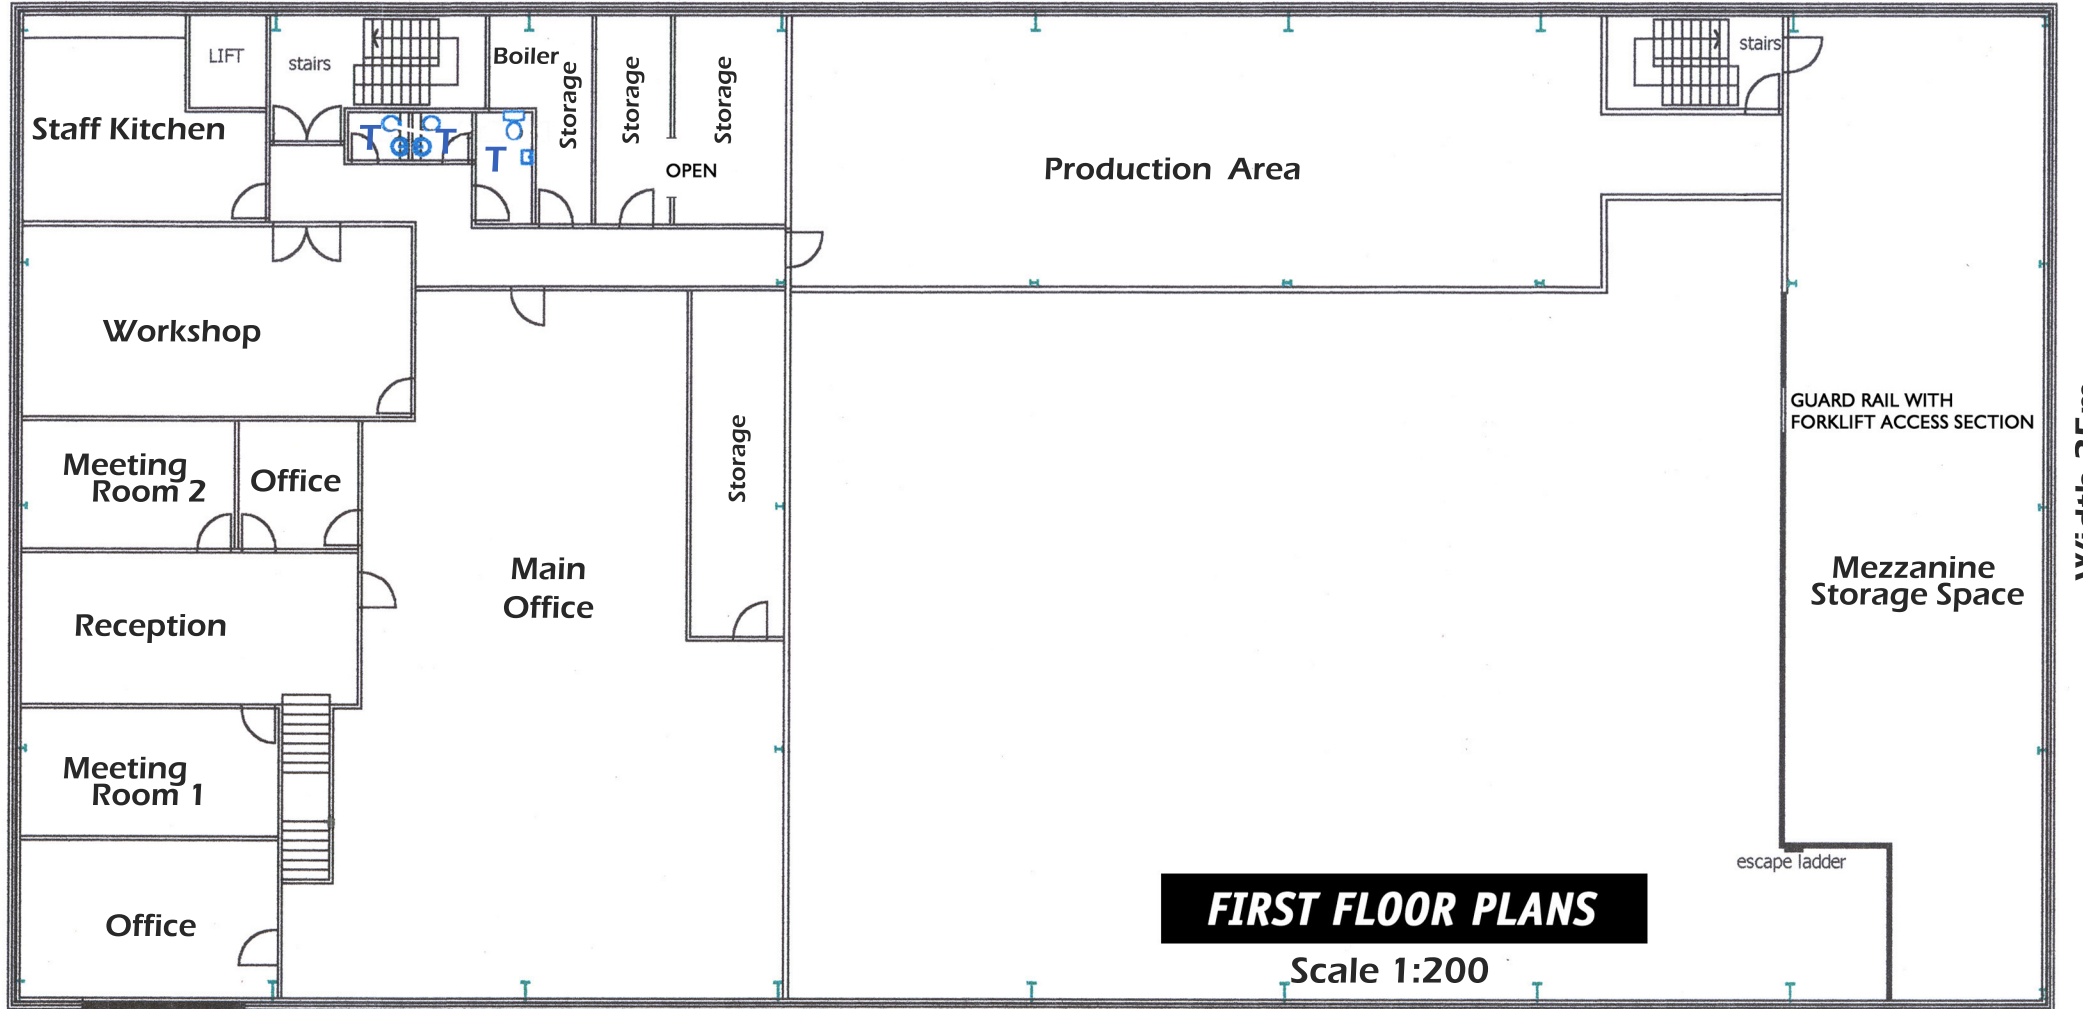 LIFT
stairs
Boiler
Storage
Storage
Storage
stairs
Staff Kitchen
T
T
T
OPEN
Production Area
Workshop
GUARD RAIL WITH
FORKLIFT ACCESS SECTION
Meeting
Room 2
Office
Storage
Main
Office
Mezzanine
Storage Space
Reception
Meeting
Room 1
escape ladder
Office
FIRST FLOOR PLANS
Scale 1:200